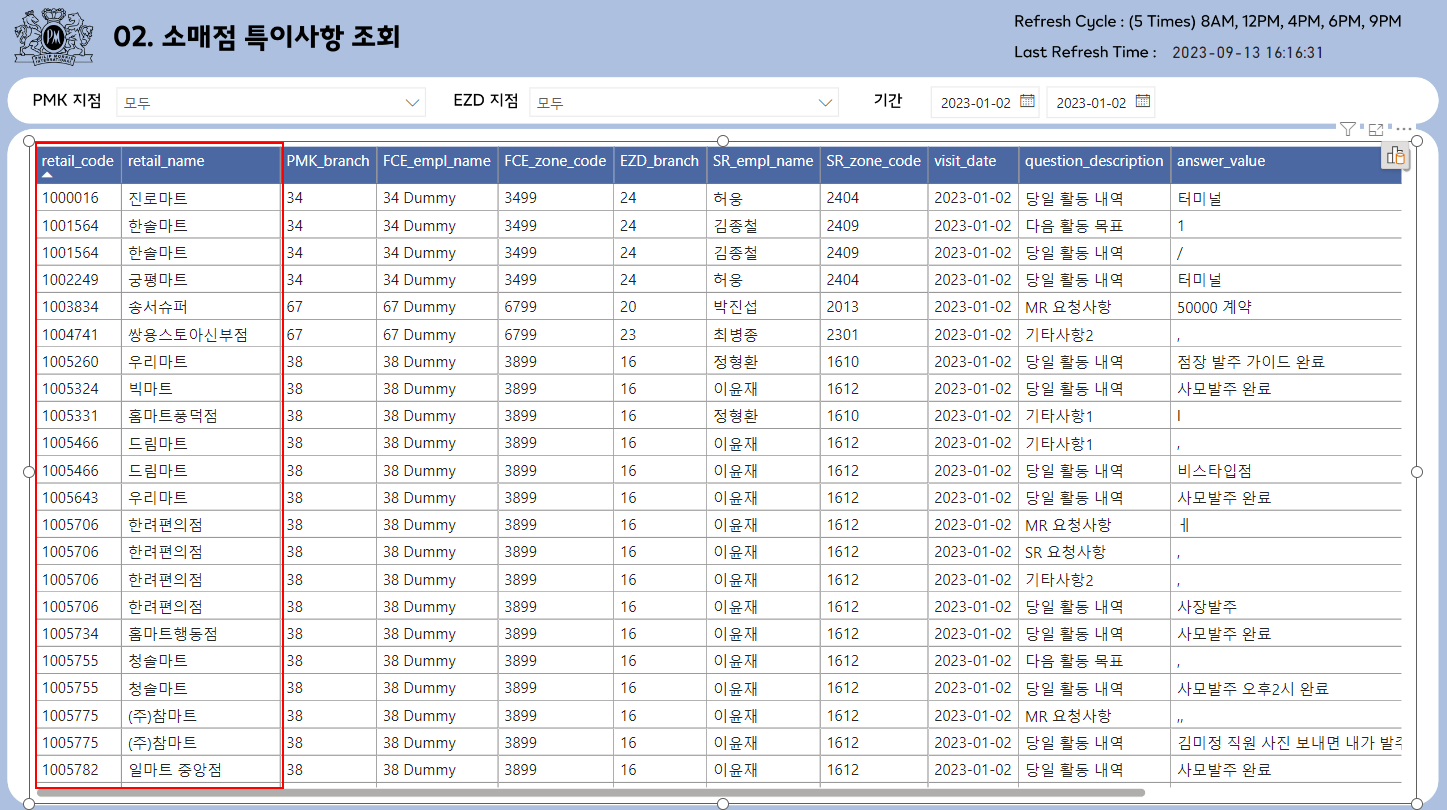 PM
PHILIP MORRIS
INTERNATIONAL
02. 소매점 특이사항 조회
Refresh Cycle : (5 Times) 8AM, 12PM, 4PM, 6PM, 9PM
Last Refresh Time : 2023-09-13 16:16:31
PMK 지점 모두 EZD 지점 모두 기간 2023-01-02 2023-01-02
retail_code retail_name PMK_branch FCE_empl_name FCE_zone_code EZD_branch SR_empl_name SR_zone_code visit_date question_description answer_value
1000016 진로마트 34 34 Dummy 3499 24 허웅 2404 2023-01-02 당일 활동 내역 터미널
1001564 한솔마트 34 34 Dummy 3499 24 김종철 2409 2023-01-02 다음 활동 목표 1
1001564 한솔마트 34 34 Dummy 3499 24 김종철 2409 2023-01-02 당일 활동 내역 /
1002249 궁평마트 34 34 Dummy 3499 24 허웅 2404 2023-01-02 당일 활동 내역 터미널
1003834 송서슈퍼 67 67 Dummy 6799 20 박진섭 2013 2023-01-02 MR 요청사항 50000 계약
1004741 쌍용스토아신부점 67 67 Dummy 6799 23 최병종 2301 2023-01-02 기타사항2 ,
1005260 우리마트 38 38 Dummy 3899 16 정형환 1610 2023-01-02 당일 활동 내역 점장 발주 가이드 완료
1005324 빅마트 38 38 Dummy 3899 16 이윤재 1612 2023-01-02 당일 활동 내역 사모발주 완료
1005331 홈마트풍덕점 38 38 Dummy 3899 16 정형환 1610 2023-01-02 기타사항1 ㅣ
1005466 드림마트 38 38 Dummy 3899 16 이윤재 1612 2023-01-02 기타사항1 ,
1005466 드림마트 38 38 Dummy 3899 16 이윤재 1612 2023-01-02 당일 활동 내역 비스타입점
1005643 우리마트 38 38 Dummy 3899 16 이윤재 1612 2023-01-02 당일 활동 내역 사모발주 완료
1005706 한려편의점 38 38 Dummy 3899 16 이윤재 1612 2023-01-02 MR 요청사항 ㅔ
1005706 한려편의점 38 38 Dummy 3899 16 이윤재 1612 2023-01-02 SR 요청사항 ,
1005706 한려편의점 38 38 Dummy 3899 16 이윤재 1612 2023-01-02 기타사항2 ,
1005706 한려편의점 38 38 Dummy 3899 16 이윤재 1612 2023-01-02 당일 활동 내역 사장발주
1005734 홈마트행동점 38 38 Dummy 3899 16 이윤재 1612 2023-01-02 당일 활동 내역 사모발주 완료
1005755 청솔마트 38 38 Dummy 3899 16 이윤재 1612 2023-01-02 다음 활동 목표 ,
1005755 청솔마트 38 38 Dummy 3899 16 이윤재 1612 2023-01-02 당일 활동 내역 사모발주 오후2시 완료
1005775 (주)참마트 38 38 Dummy 3899 16 이윤재 1612 2023-01-02 MR 요청사항 ,,
1005775 (주)참마트 38 38 Dummy 3899 16 이윤재 1612 2023-01-02 당일 활동 내역 김미정 직원 사진 보내면 내가 발주
1005782 일마트 중앙점 38 38 Dummy 3899 16 이윤재 1612 2023-01-02 당일 활동 내역 사모발주 완료